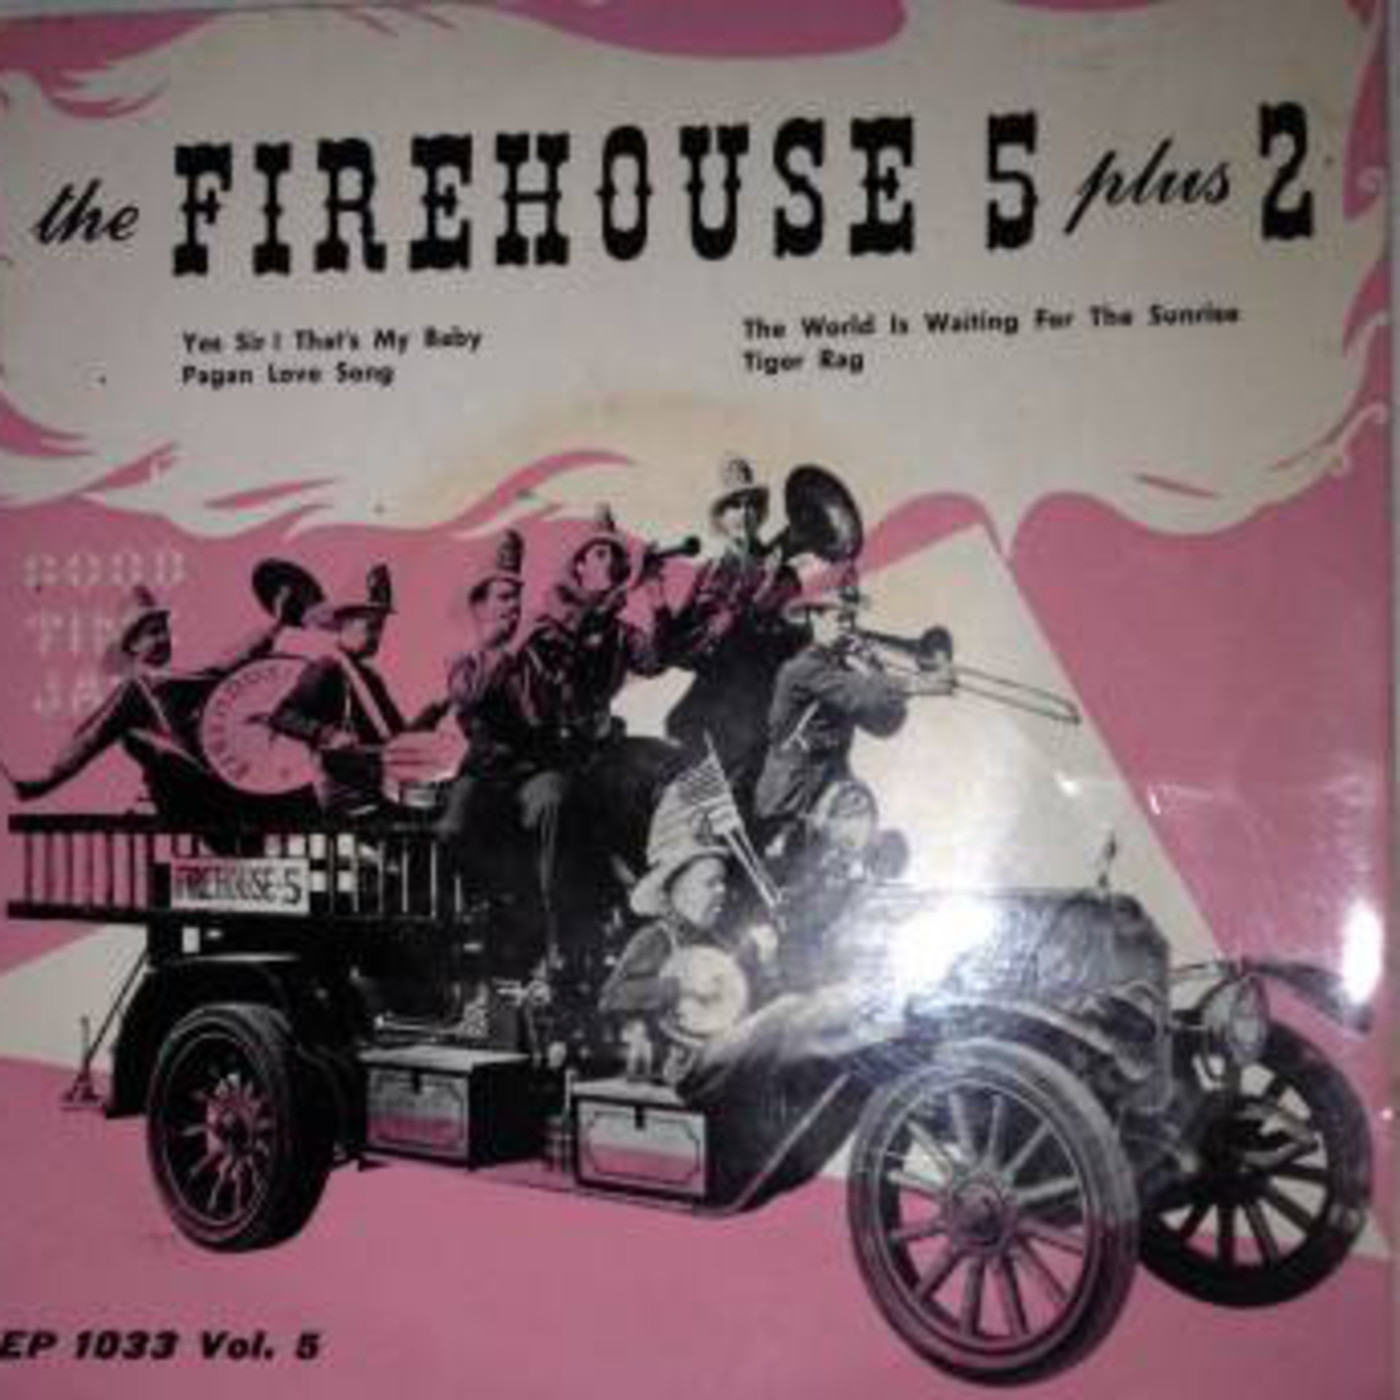 the FIREHOUSE 5 plus 2
Yes Sir! That's My Baby
Pagan Love Song
The World Is Waiting For The Sunrise
Tiger Rag
GOOD
FIREHOUSE-5
EP 1033 Vol. 5